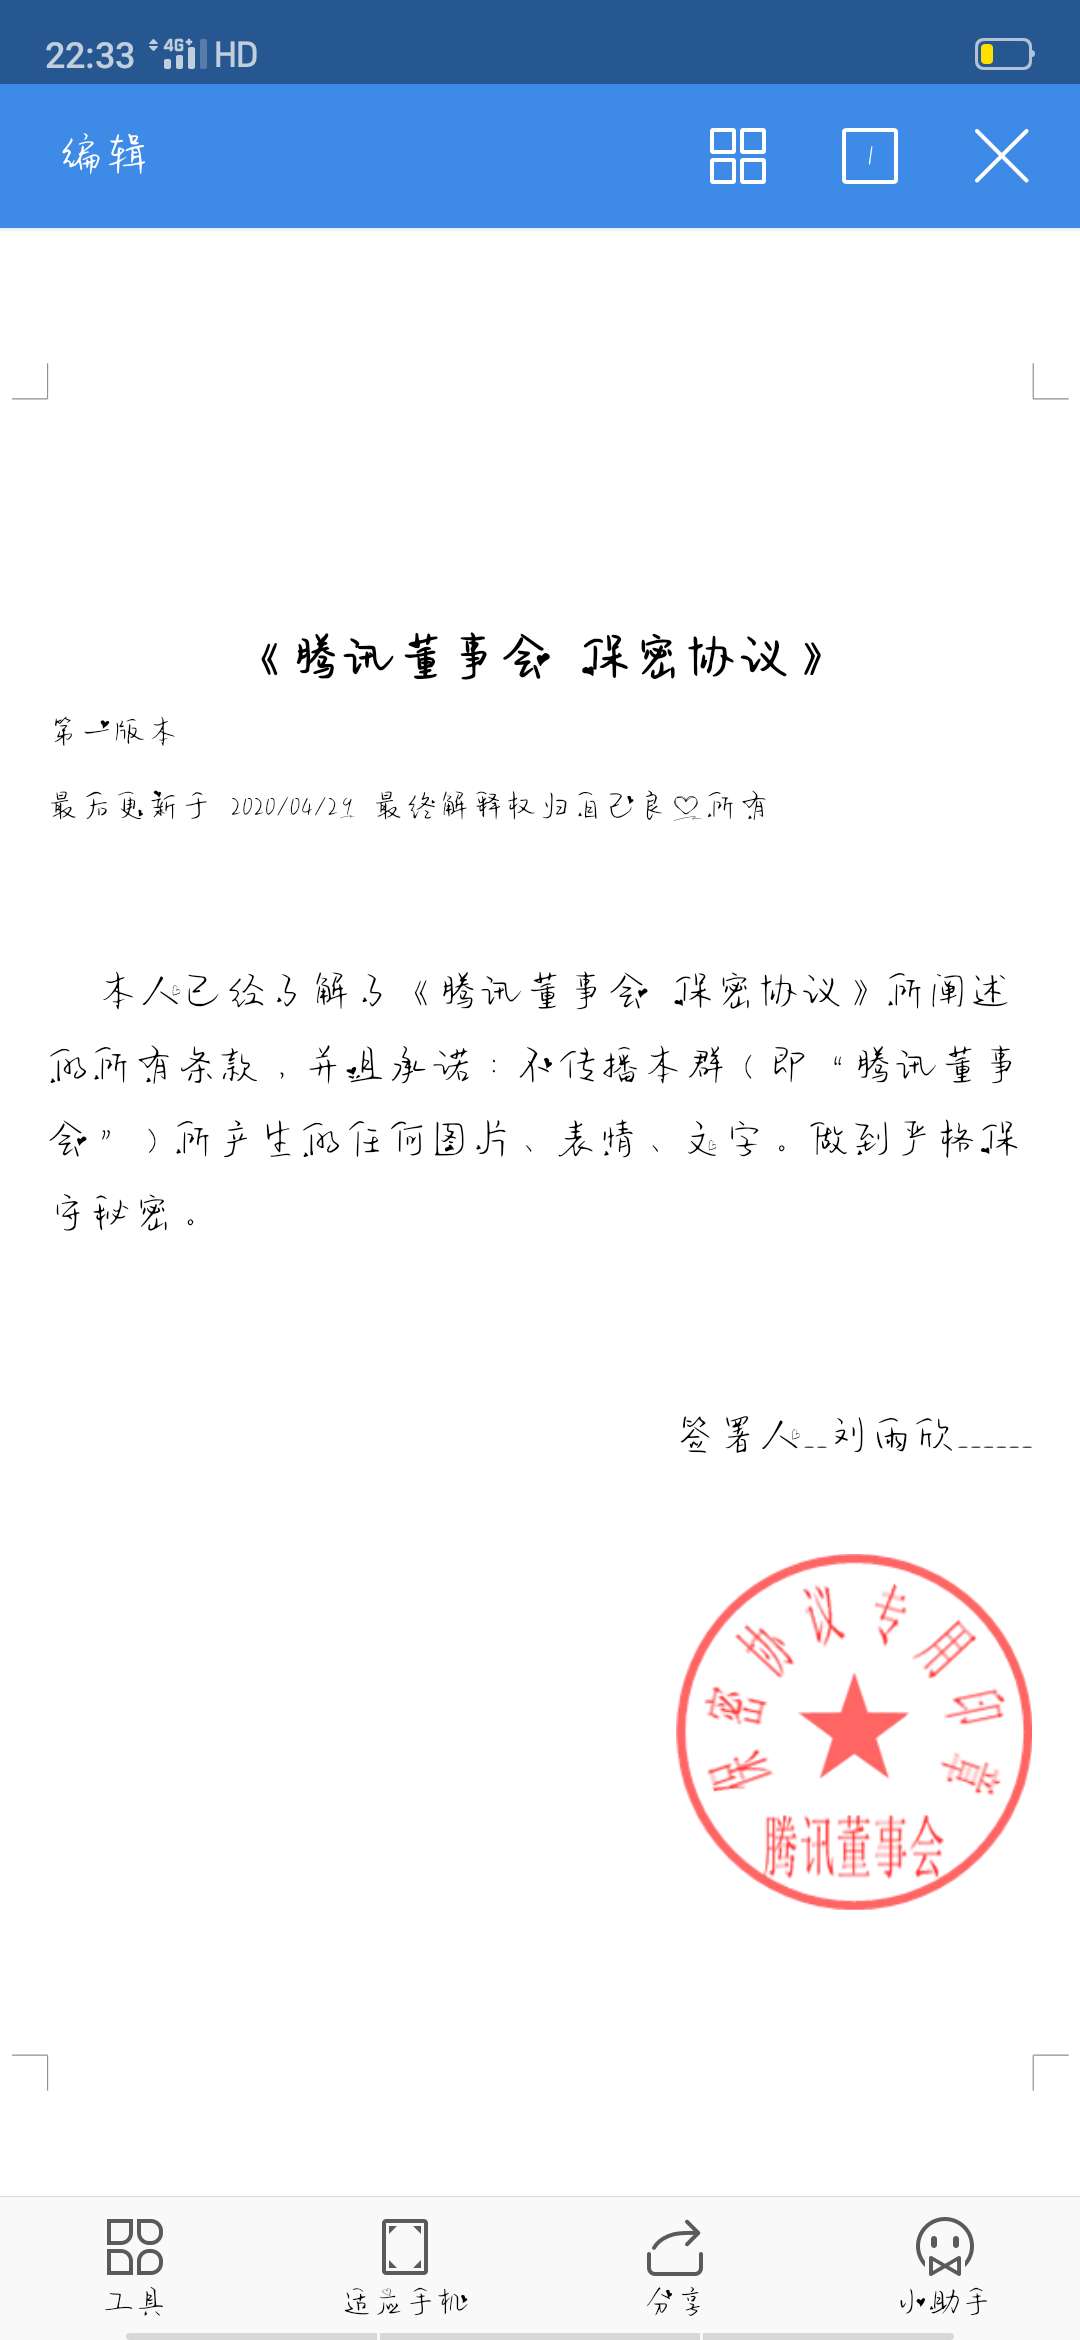 22:33 4G+ HD
编辑
1
《腾讯董事会 保密协议》
第一版本
最后更新于 2020/04/29 最终解释权归自己良♡所有
本人已经了解了《腾讯董事会 保密协议》所阐述
的所有条款，并且承诺：不传播本群（即“腾讯董事
会”）所产生的任何图片、表情、文字。做到严格保
守秘密。
签署人__刘雨欣______
保密协议专用印章
腾讯董事会
工具
适应手机
分享
小助手